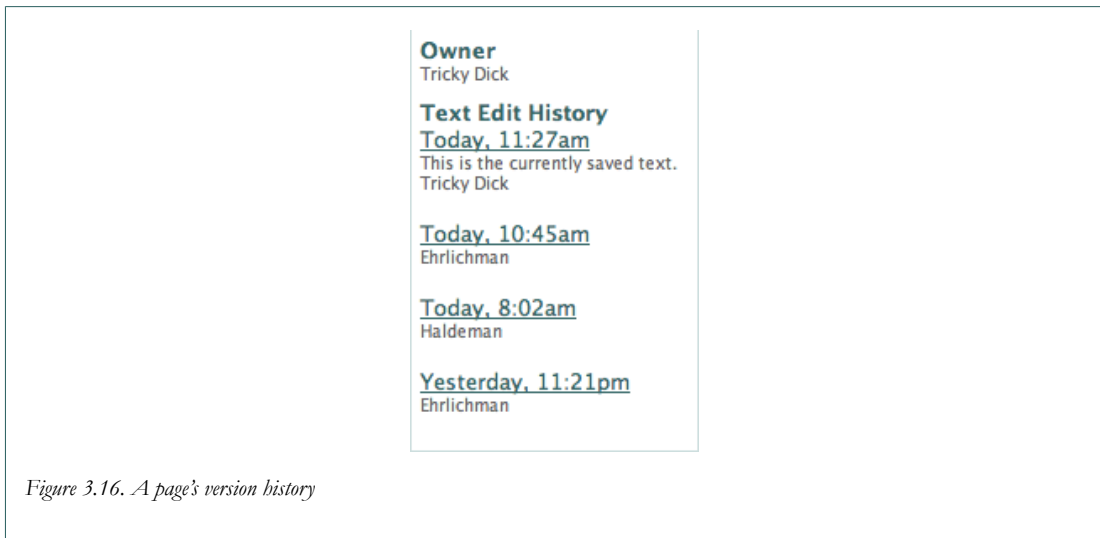 Owner
Tricky Dick
Text Edit History
Today, 11:27am
This is the currently saved text.
Tricky Dick
Today, 10:45am
Ehrlichman
Today, 8:02am
Haldeman
Yesterday, 11:21pm
Ehrlichman
Figure 3.16. A page’s version history